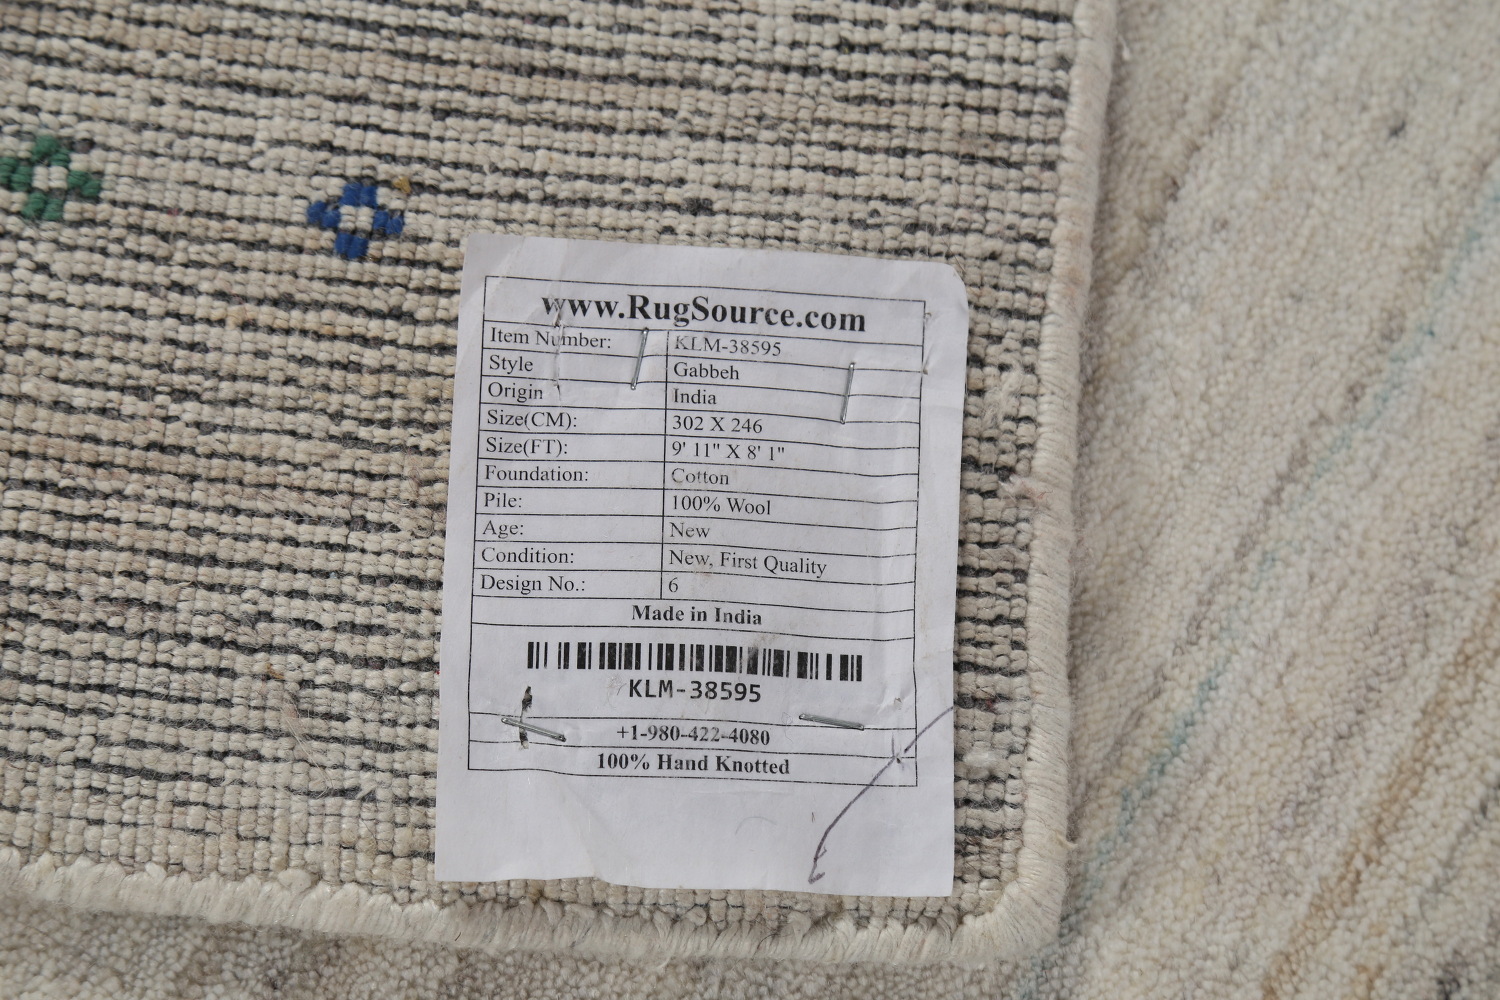 www.RugSource.com
Item Number: KLM-38595
Style Gabbeh
Origin India
Size(CM): 302 X 246
Size(FT): 9' 11" X 8' 1"
Foundation: Cotton
Pile: 100% Wool
Age: New
Condition: New, First Quality
Design No.: 6
Made in India
KLM-38595
+1-980-422-4080
100% Hand Knotted